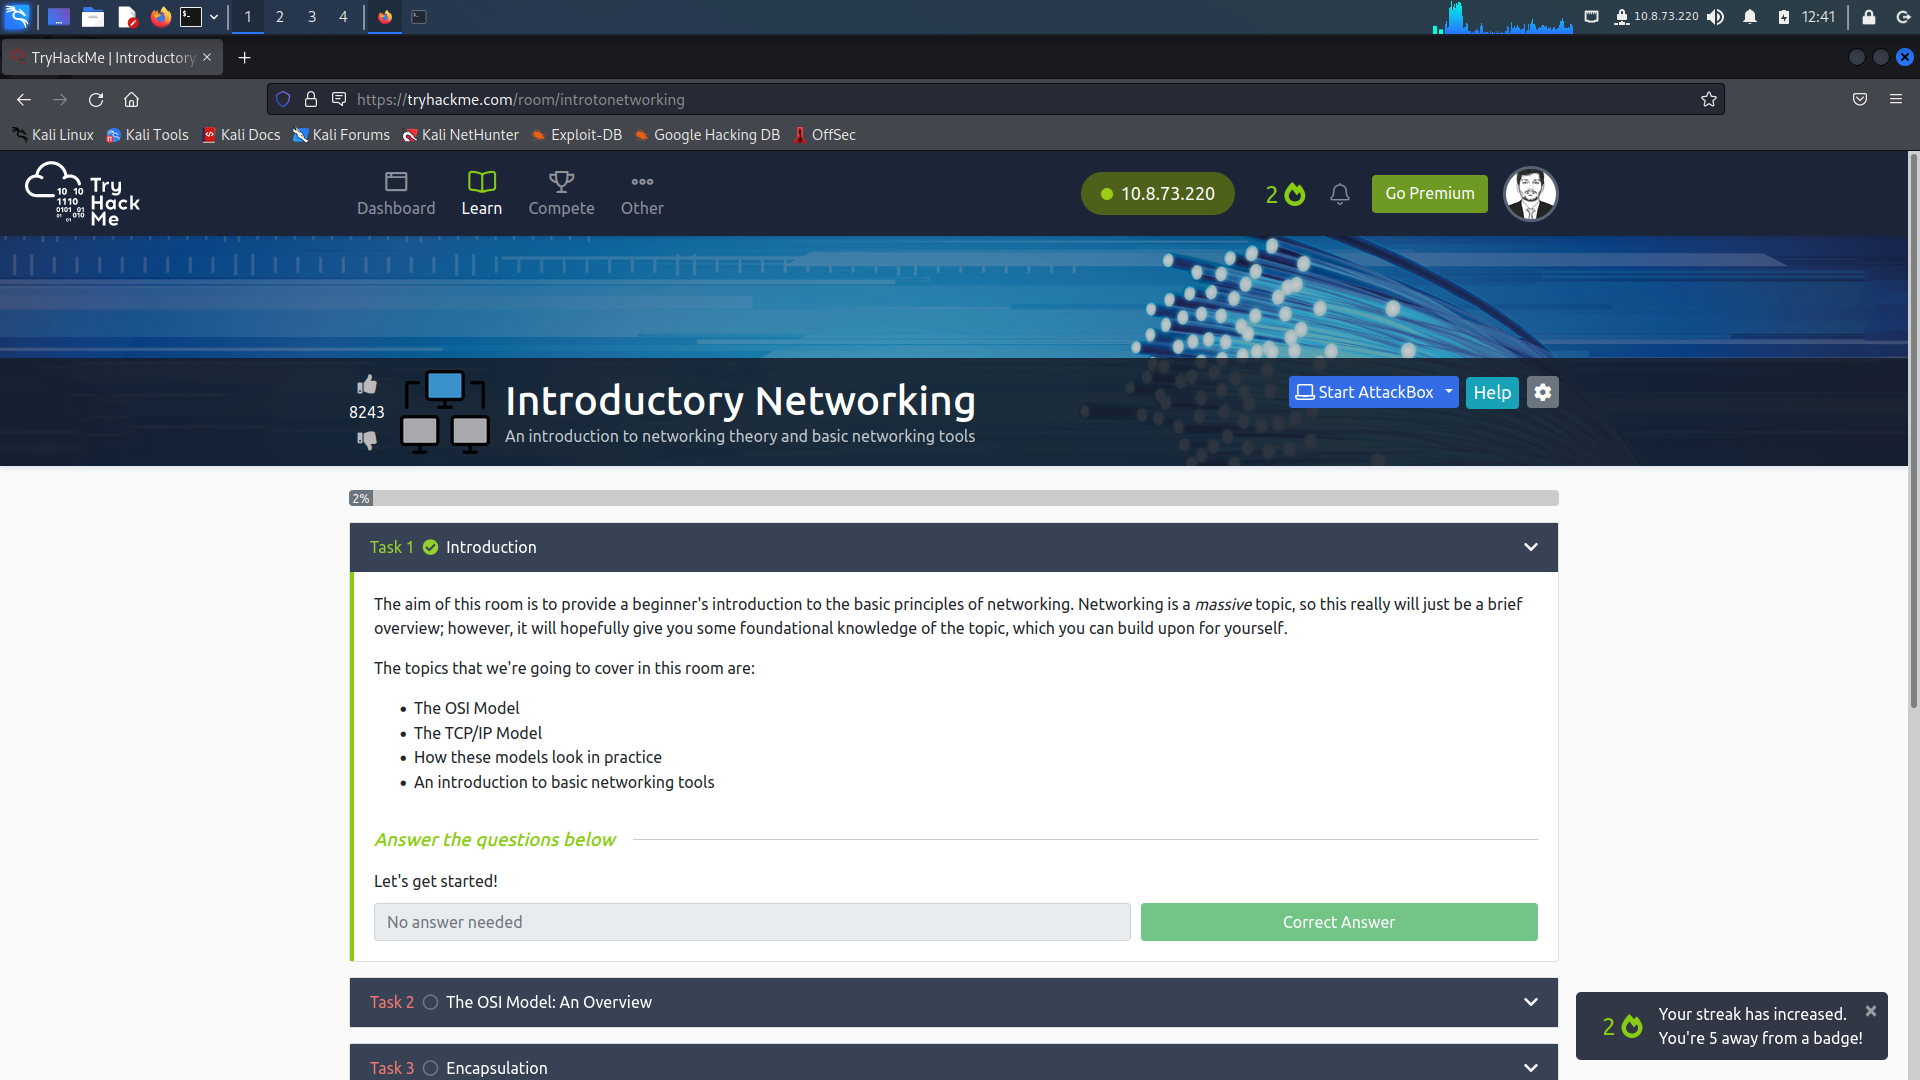 1 2 3 4
10.8.73.220
12:41
TryHackMe | Introductory
https://tryhackme.com/room/introtonetworking
Kali Linux Kali Tools Kali Docs Kali Forums Kali NetHunter Exploit-DB Google Hacking DB OffSec
Try
Hack
Me
10 10
1110
0101 01
01 010
01
Dashboard Learn Compete Other
10.8.73.220
2
Go Premium
8243
Introductory Networking
An introduction to networking theory and basic networking tools
Start AttackBox
Help
2%
Task 1 Introduction
The aim of this room is to provide a beginner's introduction to the basic principles of networking. Networking is a massive topic, so this really will just be a brief
overview; however, it will hopefully give you some foundational knowledge of the topic, which you can build upon for yourself.
The topics that we're going to cover in this room are:
• The OSI Model
• The TCP/IP Model
• How these models look in practice
• An introduction to basic networking tools
Answer the questions below
Let's get started!
No answer needed
Correct Answer
Task 2 The OSI Model: An Overview
Task 3 Encapsulation
2
Your streak has increased.
You're 5 away from a badge!